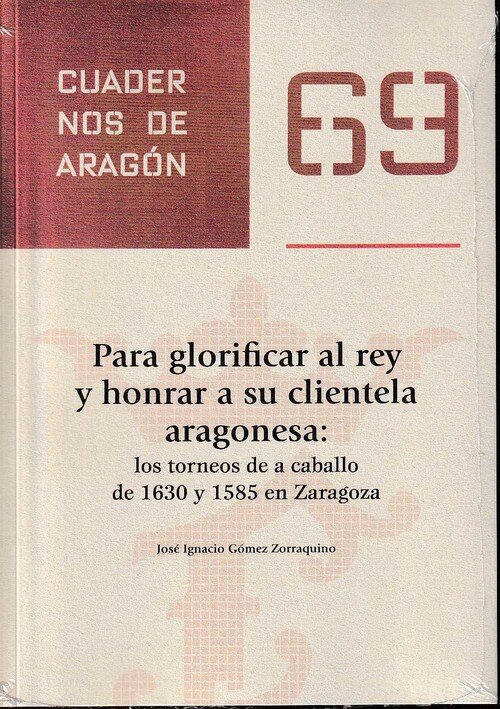 CUADER
NOS DE
ARAGÓN
69
Para glorificar al rey
y honrar a su clientela
aragonesa:
los torneos de a caballo
de 1630 y 1585 en Zaragoza
José Ignacio Gómez Zorraquino